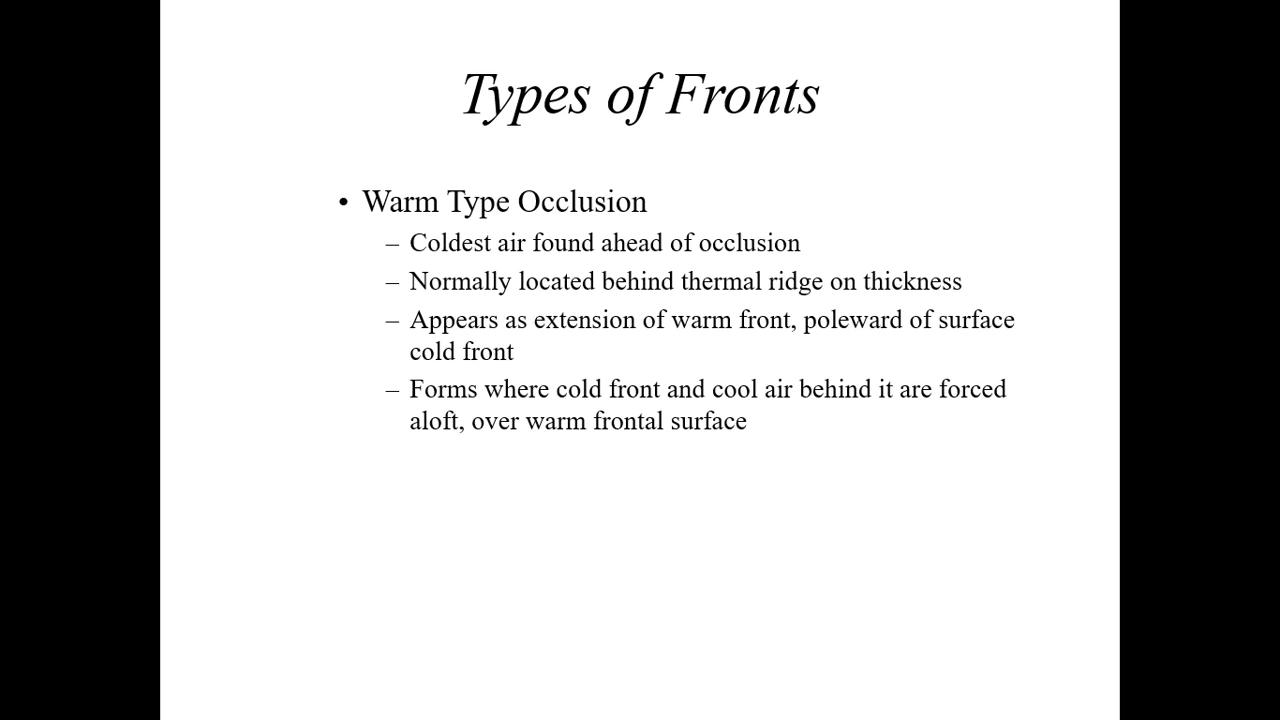 Types of Fronts
• Warm Type Occlusion
– Coldest air found ahead of occlusion
– Normally located behind thermal ridge on thickness
– Appears as extension of warm front, poleward of surface
cold front
– Forms where cold front and cool air behind it are forced
aloft, over warm frontal surface